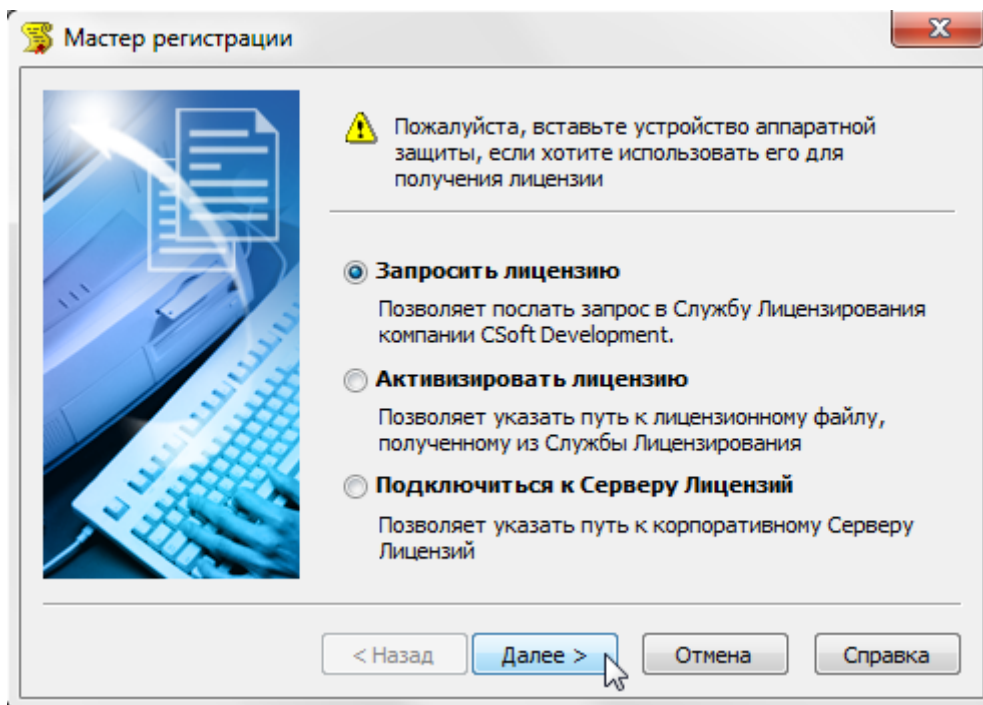 Мастер регистрации
Пожалуйста, вставьте устройство аппаратной
защиты, если хотите использовать его для
получения лицензии
Запросить лицензию
Позволяет послать запрос в Службу Лицензирования
компании CSoft Development.
Активизировать лицензию
Позволяет указать путь к лицензионному файлу,
полученному из Службы Лицензирования
Подключиться к Серверу Лицензий
Позволяет указать путь к корпоративному Серверу
Лицензий
< Назад
Далее >
Отмена
Справка